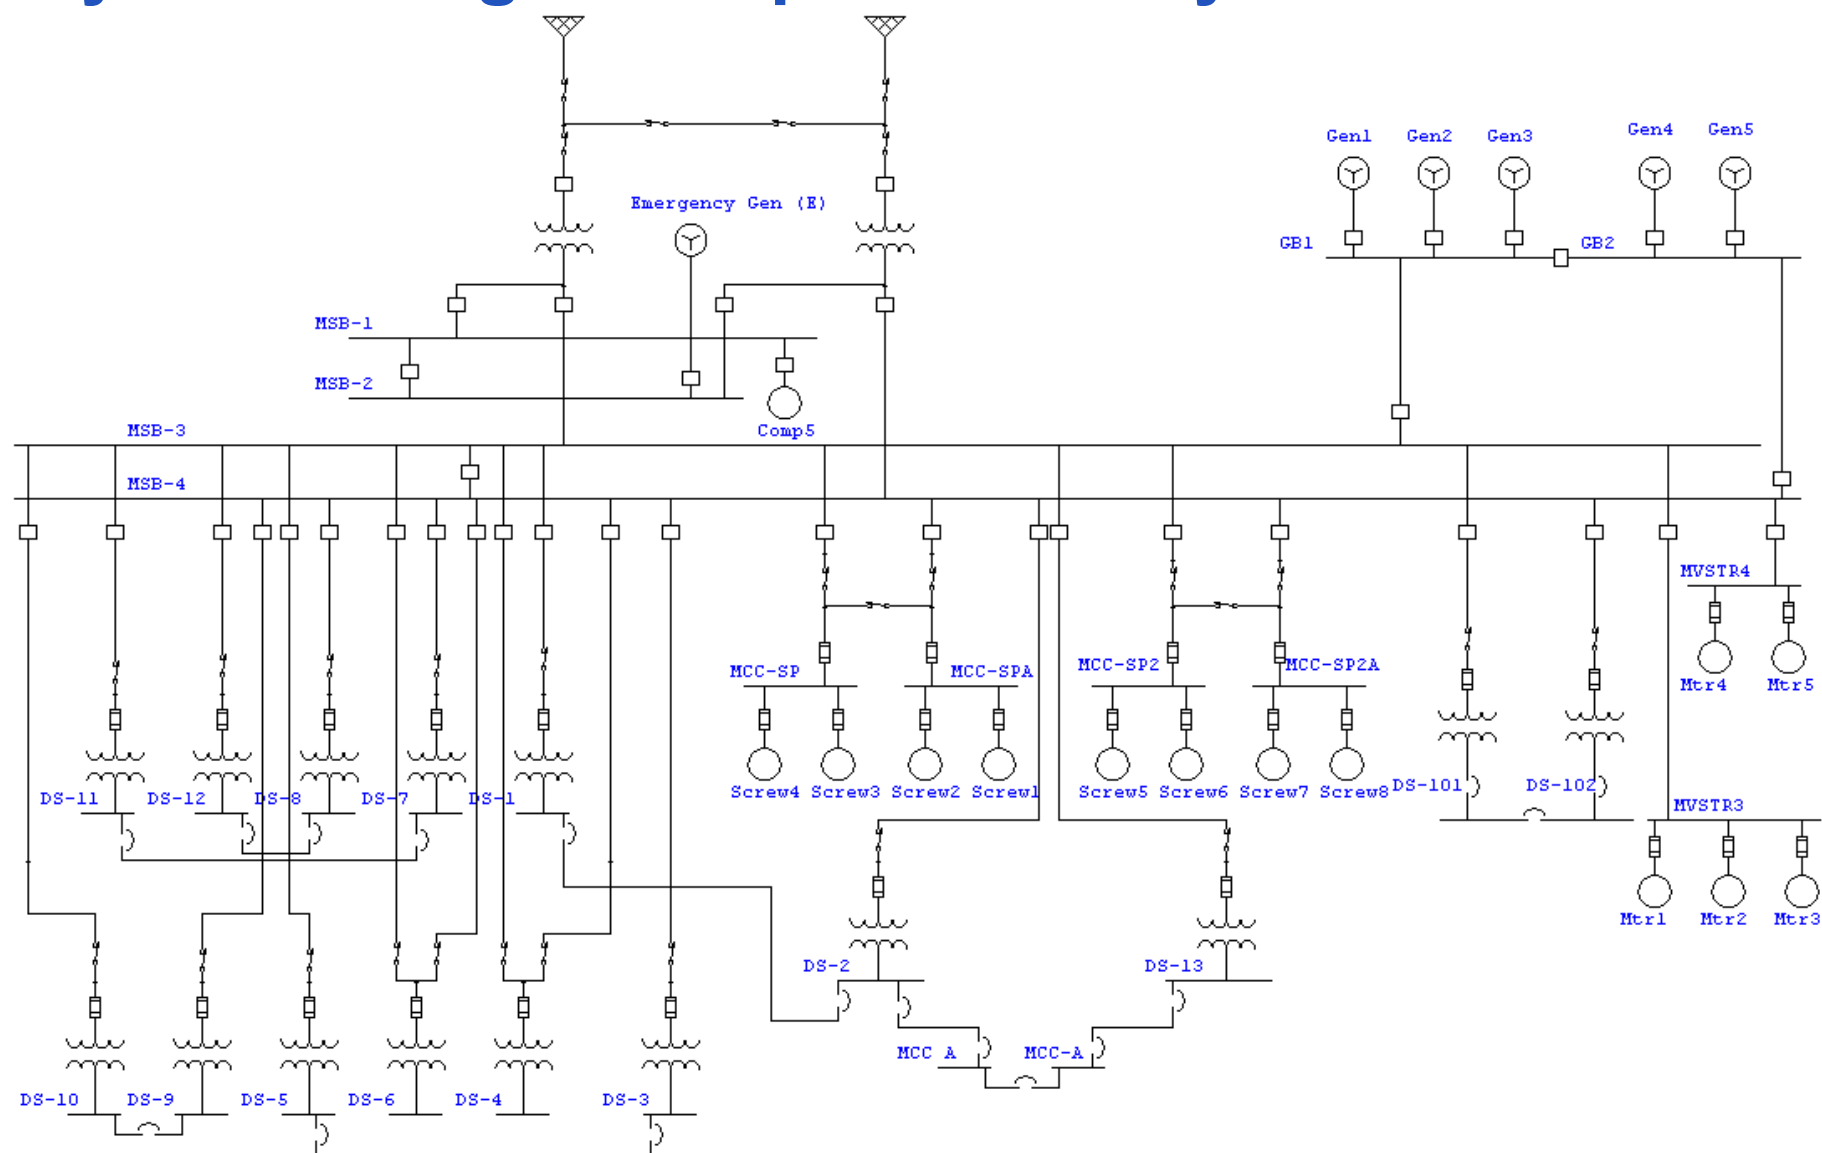 Gen1 Gen2 Gen3 Gen4 Gen5
Emergency Gen (E)
GB1 GB2
MSB-1
MSB-2
Comp5
MSB-3
MSB-4
MVSTR4
MCC-SP MCC-SPA MCC-SP2 MCC-SP2A
Mtr4 Mtr5
DS-11 DS-12 DS-8 DS-7 DS-1
Screw4 Screw3 Screw2 Screw1 Screw5 Screw6 Screw7 Screw8
DS-101 DS-102
MVSTR3
Mtr1 Mtr2 Mtr3
DS-2 DS-13
MCC A MCC-A
DS-10 DS-9 DS-5 DS-6 DS-4 DS-3